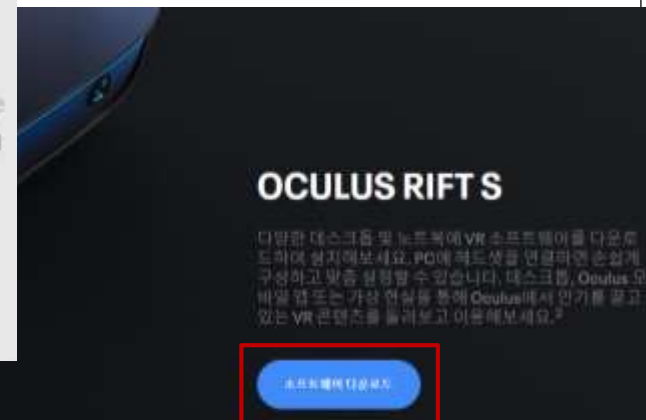 OCULUS RIFT S
다양한 데스크톱 및 노트북에 VR 소프트웨어를 다운로
드하여 설치해보세요. PC에 헤드셋을 연결하면 손쉽게
구성하고 맞춤 설정할 수 있습니다. 데스크톱, Oculus 모
바일 앱 또는 가상 현실을 통해 Oculus에서 인기를 끌고
있는 VR 콘텐츠를 둘러보고 이용해보세요.²
소프트웨어 다운로드